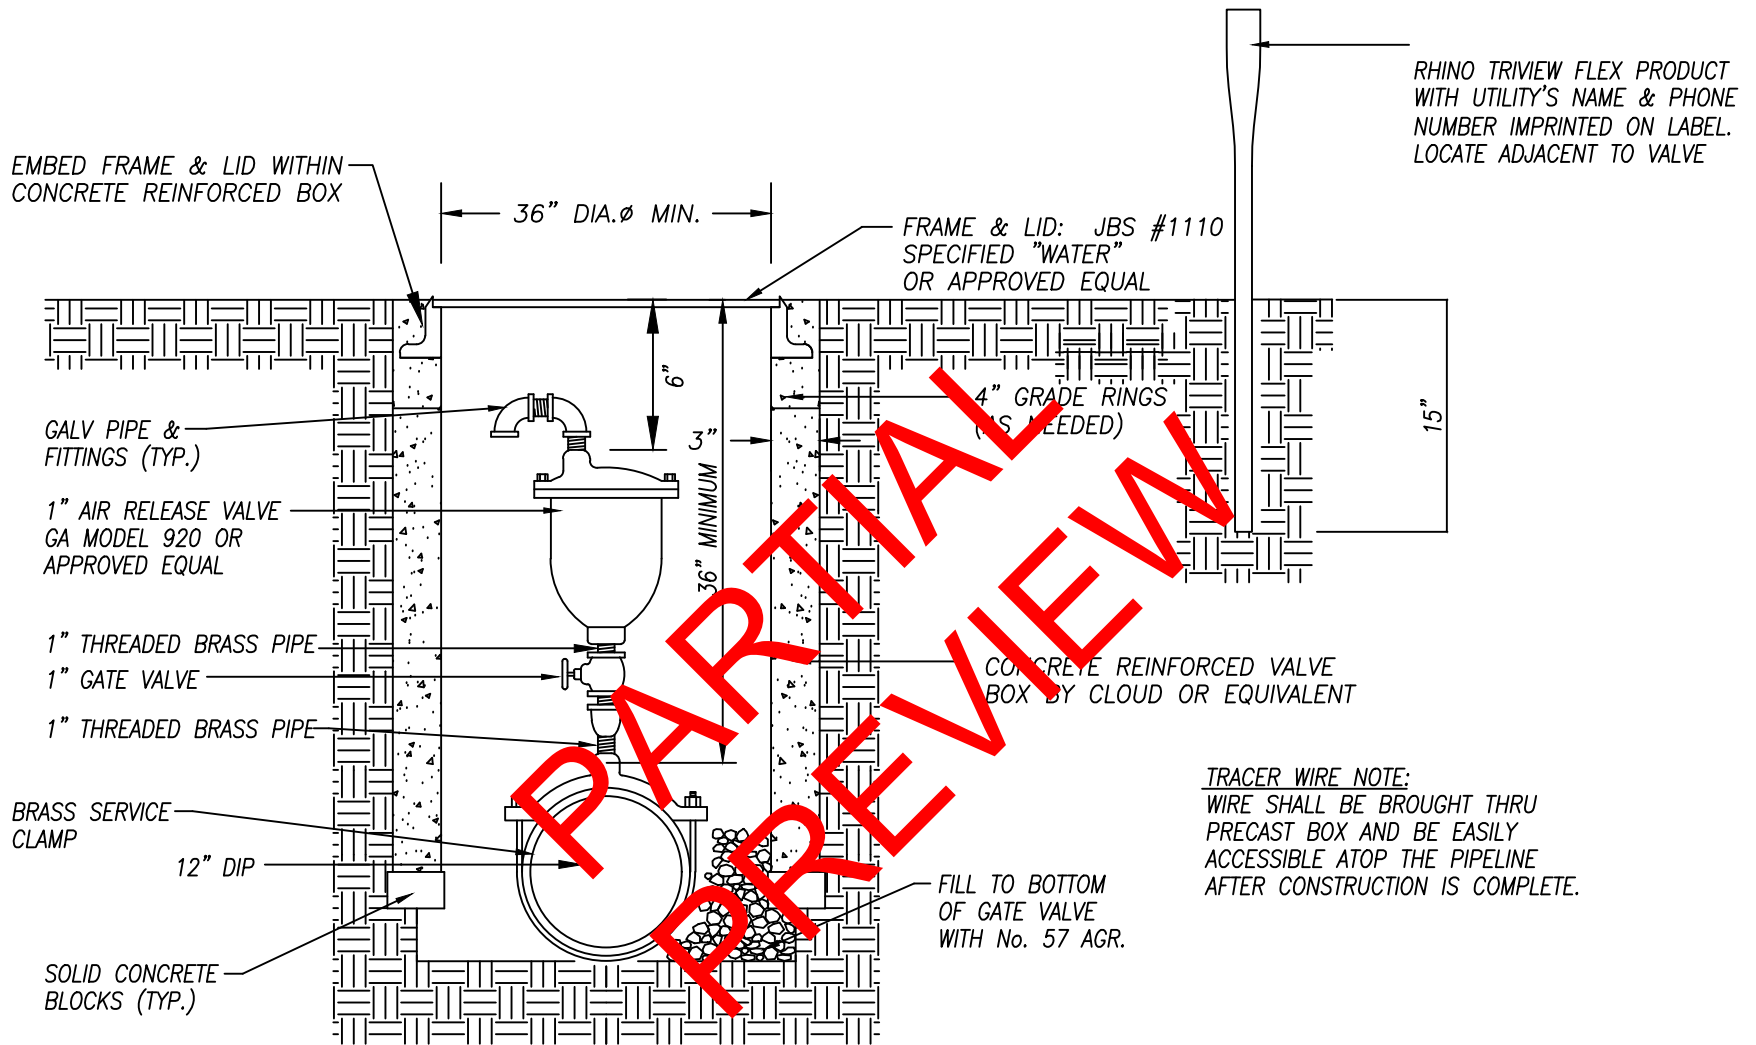 RHINO TRIVIEW FLEX PRODUCT
WITH UTILITY'S NAME & PHONE
NUMBER IMPRINTED ON LABEL.
LOCATE ADJACENT TO VALVE
EMBED FRAME & LID WITHIN
CONCRETE REINFORCED BOX
36" DIA.ø MIN.
FRAME & LID: JBS #1110
SPECIFIED "WATER"
OR APPROVED EQUAL
6"
4" GRADE RINGS
(AS NEEDED)
15"
3"
36" MINIMUM
GALV PIPE &
FITTINGS (TYP.)
1" AIR RELEASE VALVE
GA MODEL 920 OR
APPROVED EQUAL
1" THREADED BRASS PIPE
1" GATE VALVE
1" THREADED BRASS PIPE
CONCRETE REINFORCED VALVE
BOX BY CLOUD OR EQUIVALENT
TRACER WIRE NOTE:
WIRE SHALL BE BROUGHT THRU
PRECAST BOX AND BE EASILY
ACCESSIBLE ATOP THE PIPELINE
AFTER CONSTRUCTION IS COMPLETE.
BRASS SERVICE
CLAMP
12" DIP
FILL TO BOTTOM
OF GATE VALVE
WITH No. 57 AGR.
SOLID CONCRETE
BLOCKS (TYP.)
PARTIAL
PREVIEW